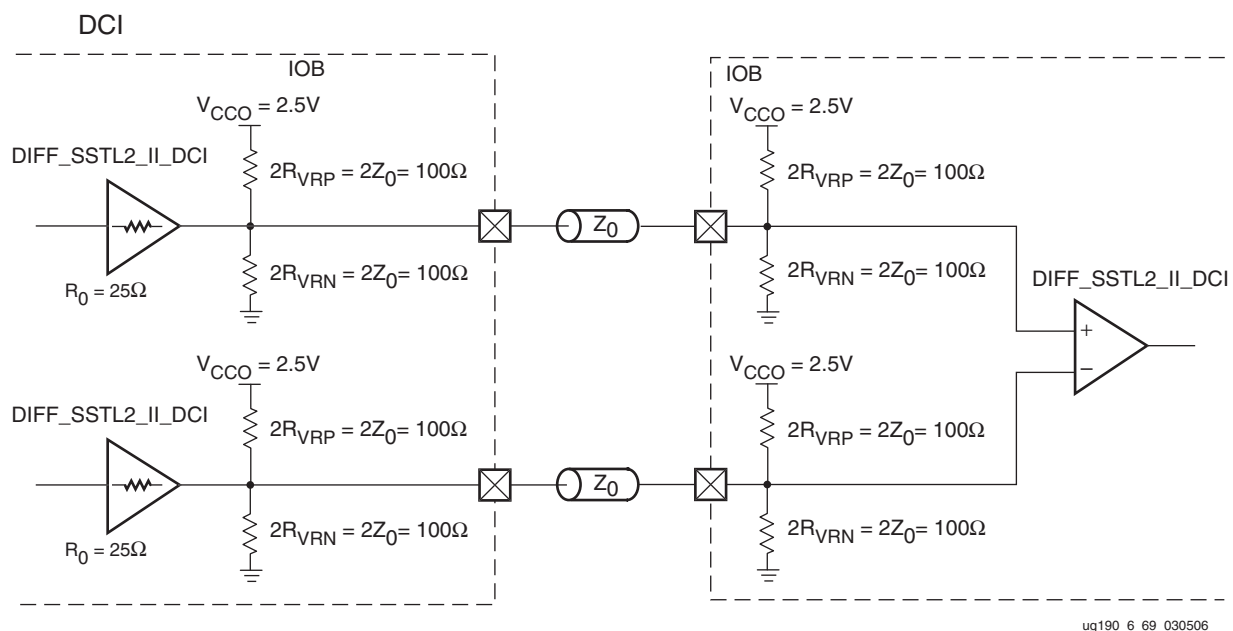 DCI
IOB
IOB
V_CCO = 2.5V
V_CCO = 2.5V
DIFF_SSTL2_II_DCI
2R_VRP = 2Z_0= 100Ω
2R_VRP = 2Z_0= 100Ω
Z_0
2R_VRN = 2Z_0= 100Ω
2R_VRN = 2Z_0= 100Ω
DIFF_SSTL2_II_DCI
R_0 = 25Ω
+
−
V_CCO = 2.5V
V_CCO = 2.5V
DIFF_SSTL2_II_DCI
2R_VRP = 2Z_0= 100Ω
2R_VRP = 2Z_0= 100Ω
Z_0
2R_VRN = 2Z_0= 100Ω
2R_VRN = 2Z_0= 100Ω
R_0 = 25Ω
ug190_6_69_030506